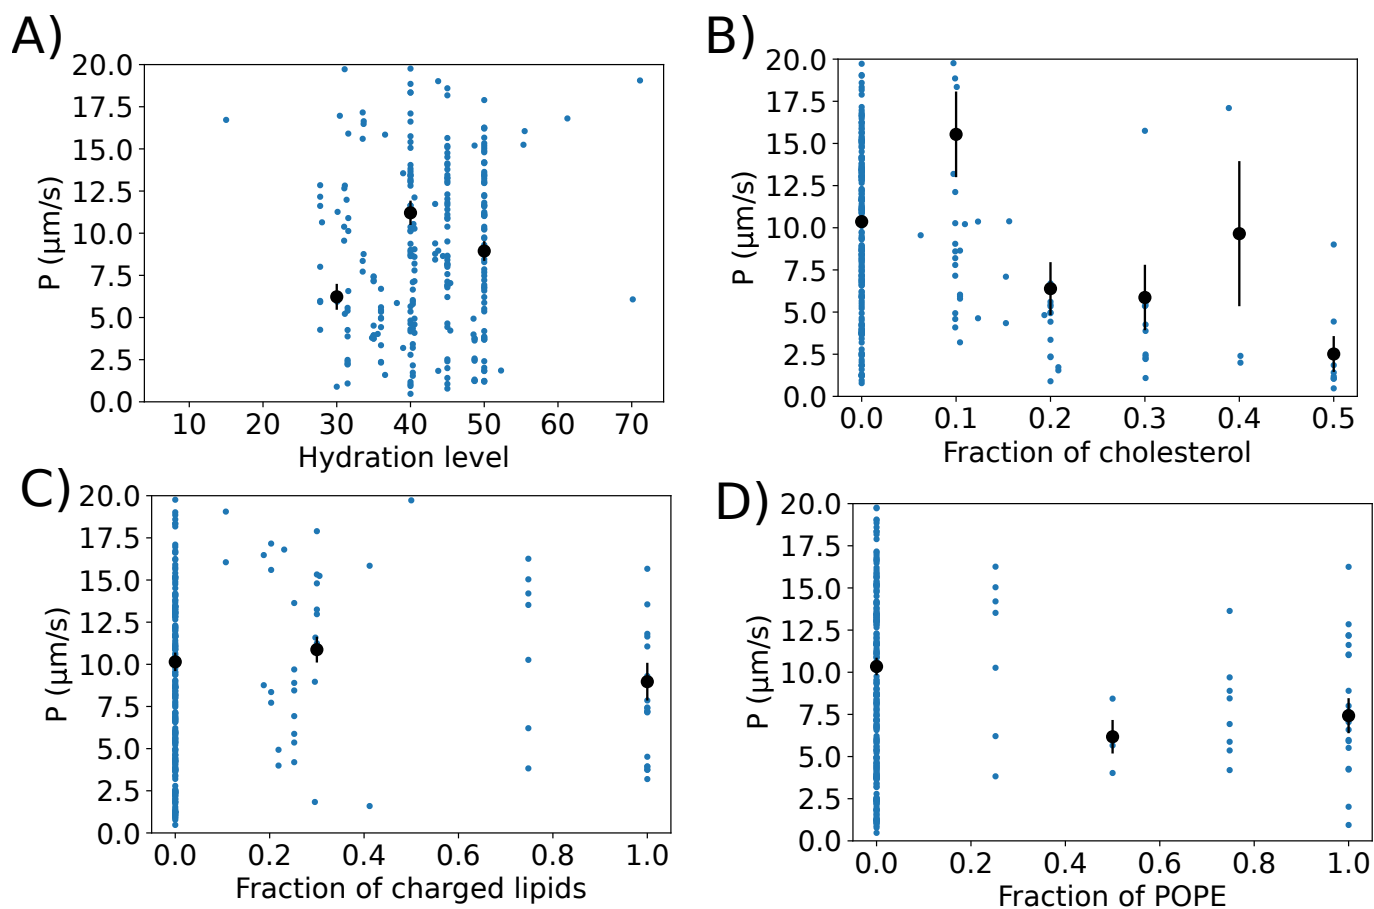 A)
20.0
17.5
15.0
12.5
10.0
7.5
5.0
2.5
0.0
P (μm/s)
10 20 30 40 50 60 70
Hydration level
B)
20.0
17.5
15.0
12.5
10.0
7.5
5.0
2.5
0.0
P (μm/s)
0.0 0.1 0.2 0.3 0.4 0.5
Fraction of cholesterol
C)
20.0
17.5
15.0
12.5
10.0
7.5
5.0
2.5
0.0
P (μm/s)
0.0 0.2 0.4 0.6 0.8 1.0
Fraction of charged lipids
D)
20.0
17.5
15.0
12.5
10.0
7.5
5.0
2.5
0.0
P (μm/s)
0.0 0.2 0.4 0.6 0.8 1.0
Fraction of POPE